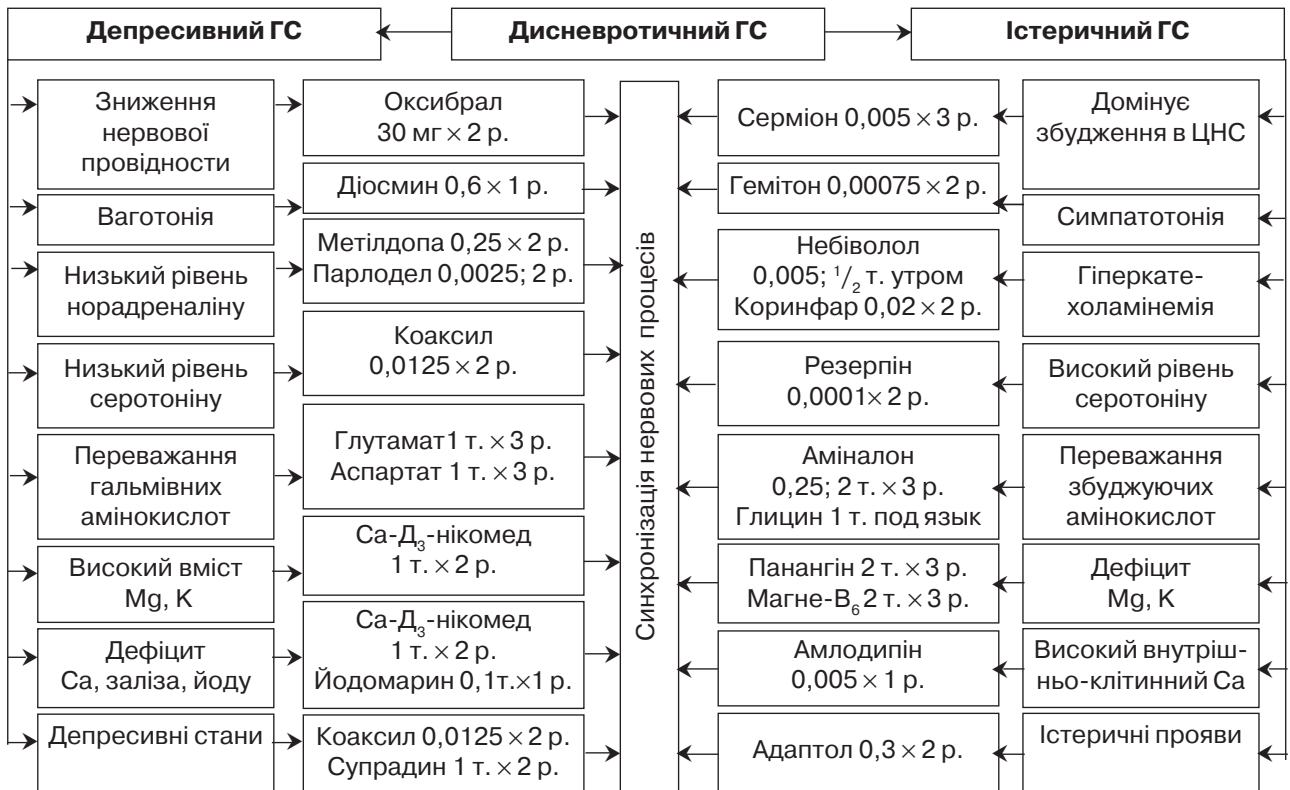 Депресивний ГС
Дисневротичний ГС
Істеричний ГС
Зниження
нервової
провідности
Ваготонія
Низький рівень
норадреналіну
Низький рівень
серотоніну
Переважання
гальмівних
амінокислот
Високий вміст
Mg, K
Дефіцит
Ca, заліза, йоду
Депресивні стани
Оксибрал
30 мг × 2 р.
Діосмин 0,6 × 1 р.
Метілдопа 0,25 × 2 р.
Парлодел 0,0025; 2 р.
Коаксил
0,0125 × 2 р.
Глутамат1 т. × 3 р.
Аспартат 1 т. × 3 р.
Са-Д₃-нікомед
1 т. × 2 р.
Са-Д₃-нікомед
1 т. × 2 р.
Йодомарин 0,1т.×1 р.
Коаксил 0,0125 × 2 р.
Супрадин 1 т. × 2 р.
Синхронізація нервових процесів
Серміон 0,005 × 3 р.
Гемітон 0,00075 × 2 р.
Небіволол
0,005; ¹/₂ т. утром
Коринфар 0,02 × 2 р.
Резерпін
0,0001× 2 р.
Аміналон
0,25; 2 т. × 3 р.
Глицин 1 т. под язык
Панангін 2 т. × 3 р.
Магне-В₆ 2 т. × 3 р.
Амлодипін
0,005 × 1 р.
Адаптол 0,3 × 2 р.
Домінує
збудження в ЦНС
Симпатотонія
Гіперкате-
холамінемія
Високий рівень
серотоніну
Переважання
збуджуючих
амінокислот
Дефіцит
Mg, K
Високий внутріш-
ньо-клітинний Са
Істеричні прояви